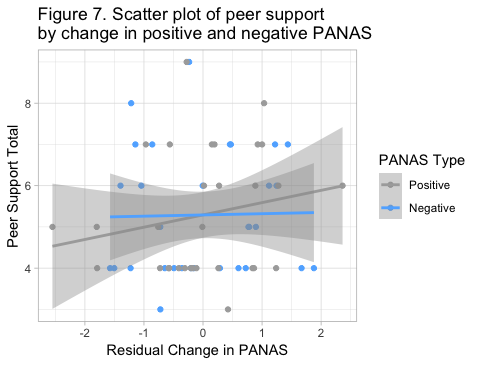 Figure 7. Scatter plot of peer support
by change in positive and negative PANAS
Peer Support Total
8
6
4
-2 -1 0 1 2
Residual Change in PANAS
PANAS Type
Positive
Negative